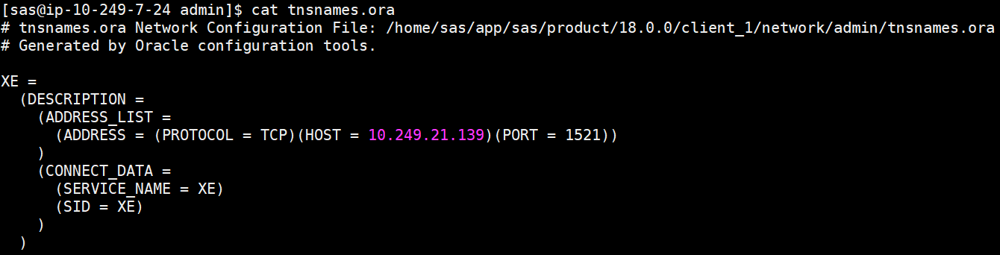 [sas@ip-10-249-7-24 admin]$ cat tnsnames.ora
# tnsnames.ora Network Configuration File: /home/sas/app/sas/product/18.0.0/client_1/network/admin/tnsnames.ora
# Generated by Oracle configuration tools.

XE =
  (DESCRIPTION =
    (ADDRESS_LIST =
      (ADDRESS = (PROTOCOL = TCP)(HOST = 10.249.21.139)(PORT = 1521))
    )
    (CONNECT_DATA =
      (SERVICE_NAME = XE)
      (SID = XE)
    )
  )